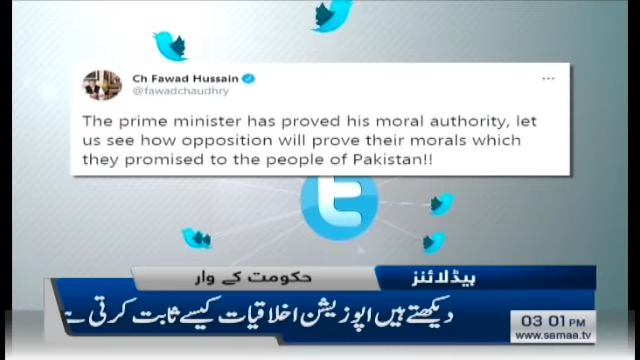 Ch Fawad Hussain
@fawadchaudhry
The prime minister has proved his moral authority, let
us see how opposition will prove their morals which
they promised to the people of Pakistan!!
ہیڈلائنز
حکومت کے وار
دیکھتے ہیں اپوزیشن اخلاقیات کیسے ثابت کرتی ہے
03 01 PM
www.samaa.tv